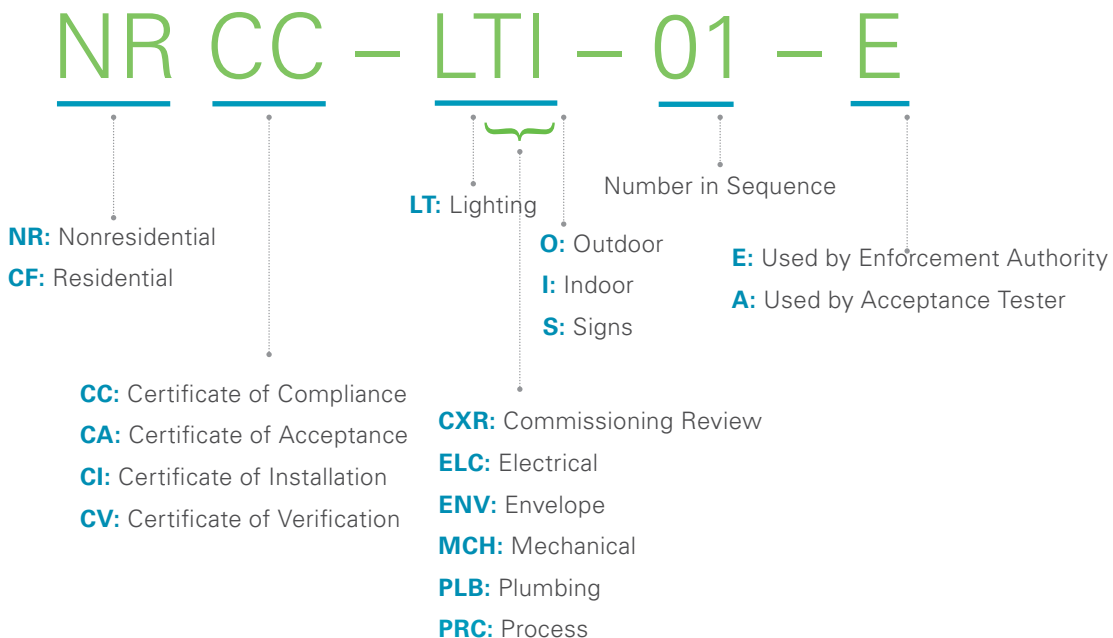 NR CC – LTI – 01 – E
NR: Nonresidential
CF: Residential
CC: Certificate of Compliance
CA: Certificate of Acceptance
CI: Certificate of Installation
CV: Certificate of Verification
LT: Lighting
O: Outdoor
I: Indoor
S: Signs
CXR: Commissioning Review
ELC: Electrical
ENV: Envelope
MCH: Mechanical
PLB: Plumbing
PRC: Process
Number in Sequence
E: Used by Enforcement Authority
A: Used by Acceptance Tester